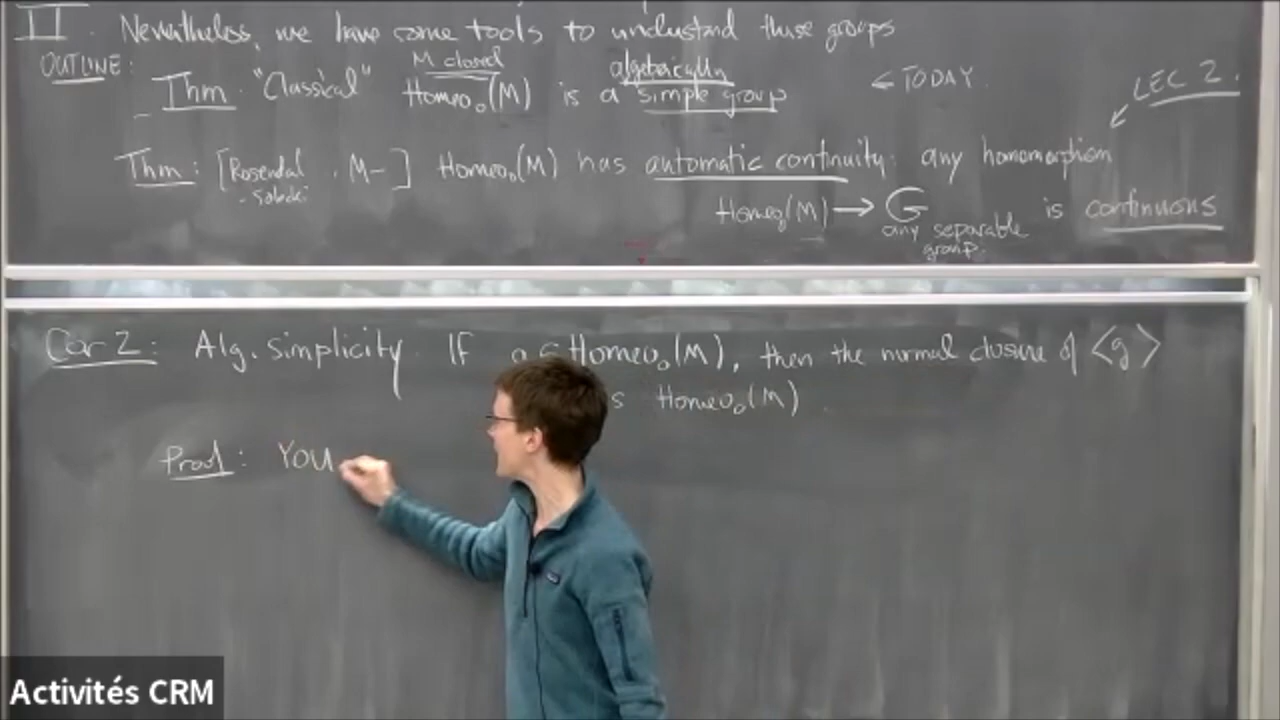 II. Nevertheless, we have some tools to understand these groups
OUTLINE:
M closed algebraically
Thm. "Classical" Homeo₀(M) is a simple group ← TODAY.
LEC 2.
Thm: [Rosendal, M-] Homeo₀(M) has automatic continuity: any homomorphism
- Solecki
Homeo₀(M) → G is continuous
any separable
group.
Cor 2: Alg. simplicity. If Homeo₀(M), then the normal closure of <g>
Homeo₀(M)
Proof: YOU
Activités CRM